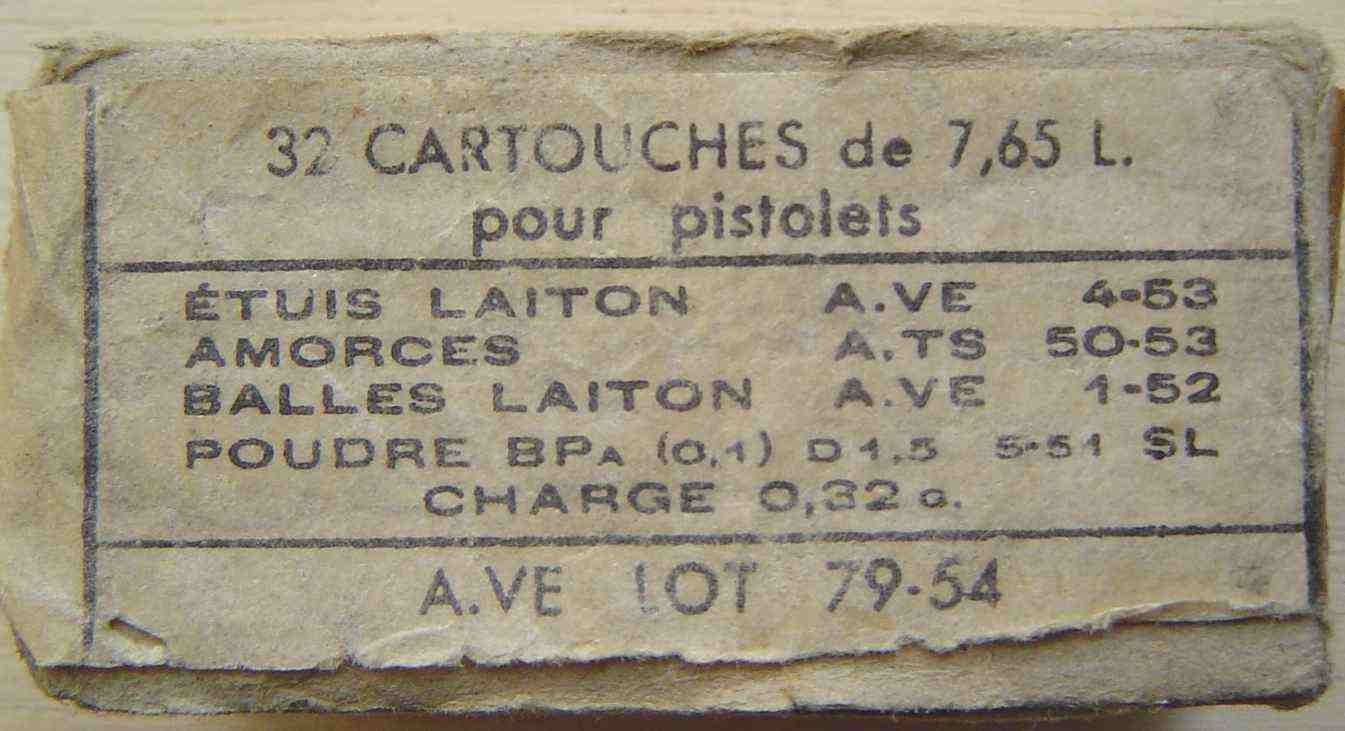 32 CARTOUCHES de 7,65 L.
pour pistolets
ÉTUIS LAITON A.VE 4-53
AMORCES A.TS 50-53
BALLES LAITON A.VE 1-52
POUDRE BPA (0,1) D 1,5 5-51 SL
CHARGE 0,32 g.
A.VE LOT 79-54